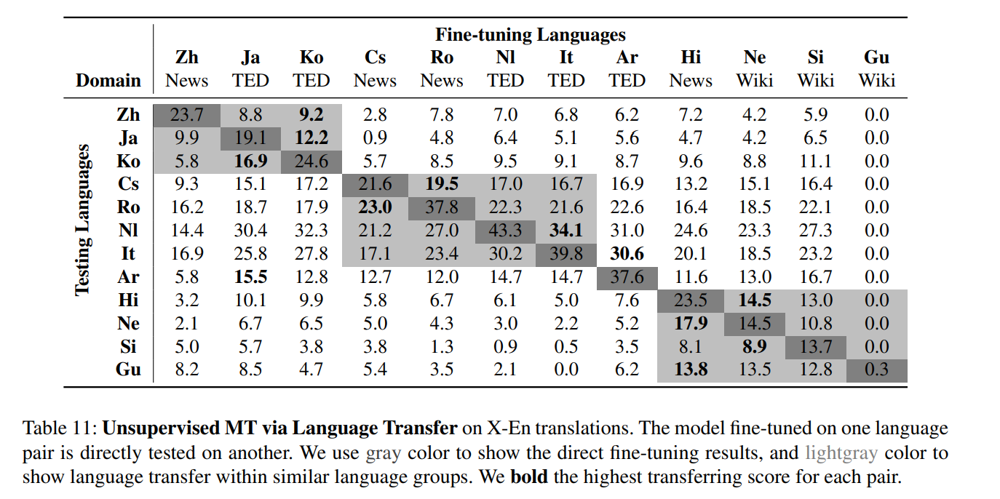 Fine-tuning Languages
Zh Ja Ko Cs Ro Nl It Ar Hi Ne Si Gu
Domain News TED TED News News TED TED TED News Wiki Wiki Wiki
Testing Languages
Zh 23.7 8.8 9.2 2.8 7.8 7.0 6.8 6.2 7.2 4.2 5.9 0.0
Ja 9.9 19.1 12.2 0.9 4.8 6.4 5.1 5.6 4.7 4.2 6.5 0.0
Ko 5.8 16.9 24.6 5.7 8.5 9.5 9.1 8.7 9.6 8.8 11.1 0.0
Cs 9.3 15.1 17.2 21.6 19.5 17.0 16.7 16.9 13.2 15.1 16.4 0.0
Ro 16.2 18.7 17.9 23.0 37.8 22.3 21.6 22.6 16.4 18.5 22.1 0.0
Nl 14.4 30.4 32.3 21.2 27.0 43.3 34.1 31.0 24.6 23.3 27.3 0.0
It 16.9 25.8 27.8 17.1 23.4 30.2 39.8 30.6 20.1 18.5 23.2 0.0
Ar 5.8 15.5 12.8 12.7 12.0 14.7 14.7 37.6 11.6 13.0 16.7 0.0
Hi 3.2 10.1 9.9 5.8 6.7 6.1 5.0 7.6 23.5 14.5 13.0 0.0
Ne 2.1 6.7 6.5 5.0 4.3 3.0 2.2 5.2 17.9 14.5 10.8 0.0
Si 5.0 5.7 3.8 3.8 1.3 0.9 0.5 3.5 8.1 8.9 13.7 0.0
Gu 8.2 8.5 4.7 5.4 3.5 2.1 0.0 6.2 13.8 13.5 12.8 0.3
Table 11: Unsupervised MT via Language Transfer on X-En translations. The model fine-tuned on one language
pair is directly tested on another. We use gray color to show the direct fine-tuning results, and lightgray color to
show language transfer within similar language groups. We bold the highest transferring score for each pair.